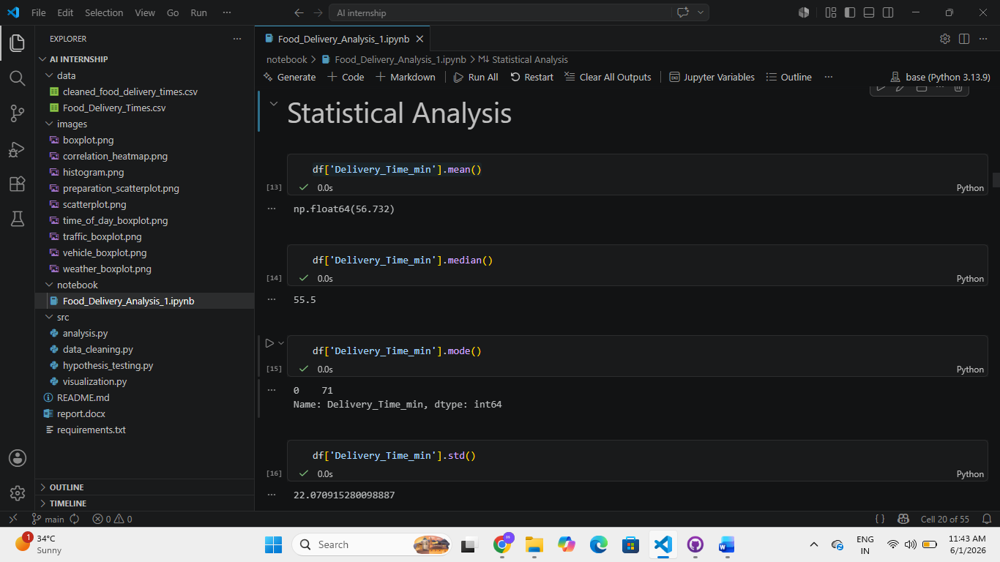 File Edit Selection View Go Run ···
AI internship
EXPLORER
AI INTERNSHIP
data
cleaned_food_delivery_times.csv
Food_Delivery_Times.csv
images
boxplot.png
correlation_heatmap.png
histogram.png
preparation_scatterplot.png
scatterplot.png
time_of_day_boxplot.png
traffic_boxplot.png
vehicle_boxplot.png
weather_boxplot.png
notebook
Food_Delivery_Analysis_1.ipynb
src
analysis.py
data_cleaning.py
hypothesis_testing.py
visualization.py
README.md
report.docx
requirements.txt
OUTLINE
TIMELINE
Food_Delivery_Analysis_1.ipynb
notebook > Food_Delivery_Analysis_1.ipynb > M↓ Statistical Analysis
Generate + Code + Markdown Run All Restart Clear All Outputs Jupyter Variables Outline ··· base (Python 3.13.9)
Statistical Analysis
df['Delivery_Time_min'].mean()
[13] 0.0s Python
np.float64(56.732)
df['Delivery_Time_min'].median()
[14] 0.0s Python
55.5
df['Delivery_Time_min'].mode()
[15] 0.0s Python
0    71
Name: Delivery_Time_min, dtype: int64
df['Delivery_Time_min'].std()
[16] 0.0s Python
22.070915280098887
main 0 0 { } Cell 20 of 55
1 34°C
Sunny
Search
ENG
IN
11:43 AM
6/1/2026